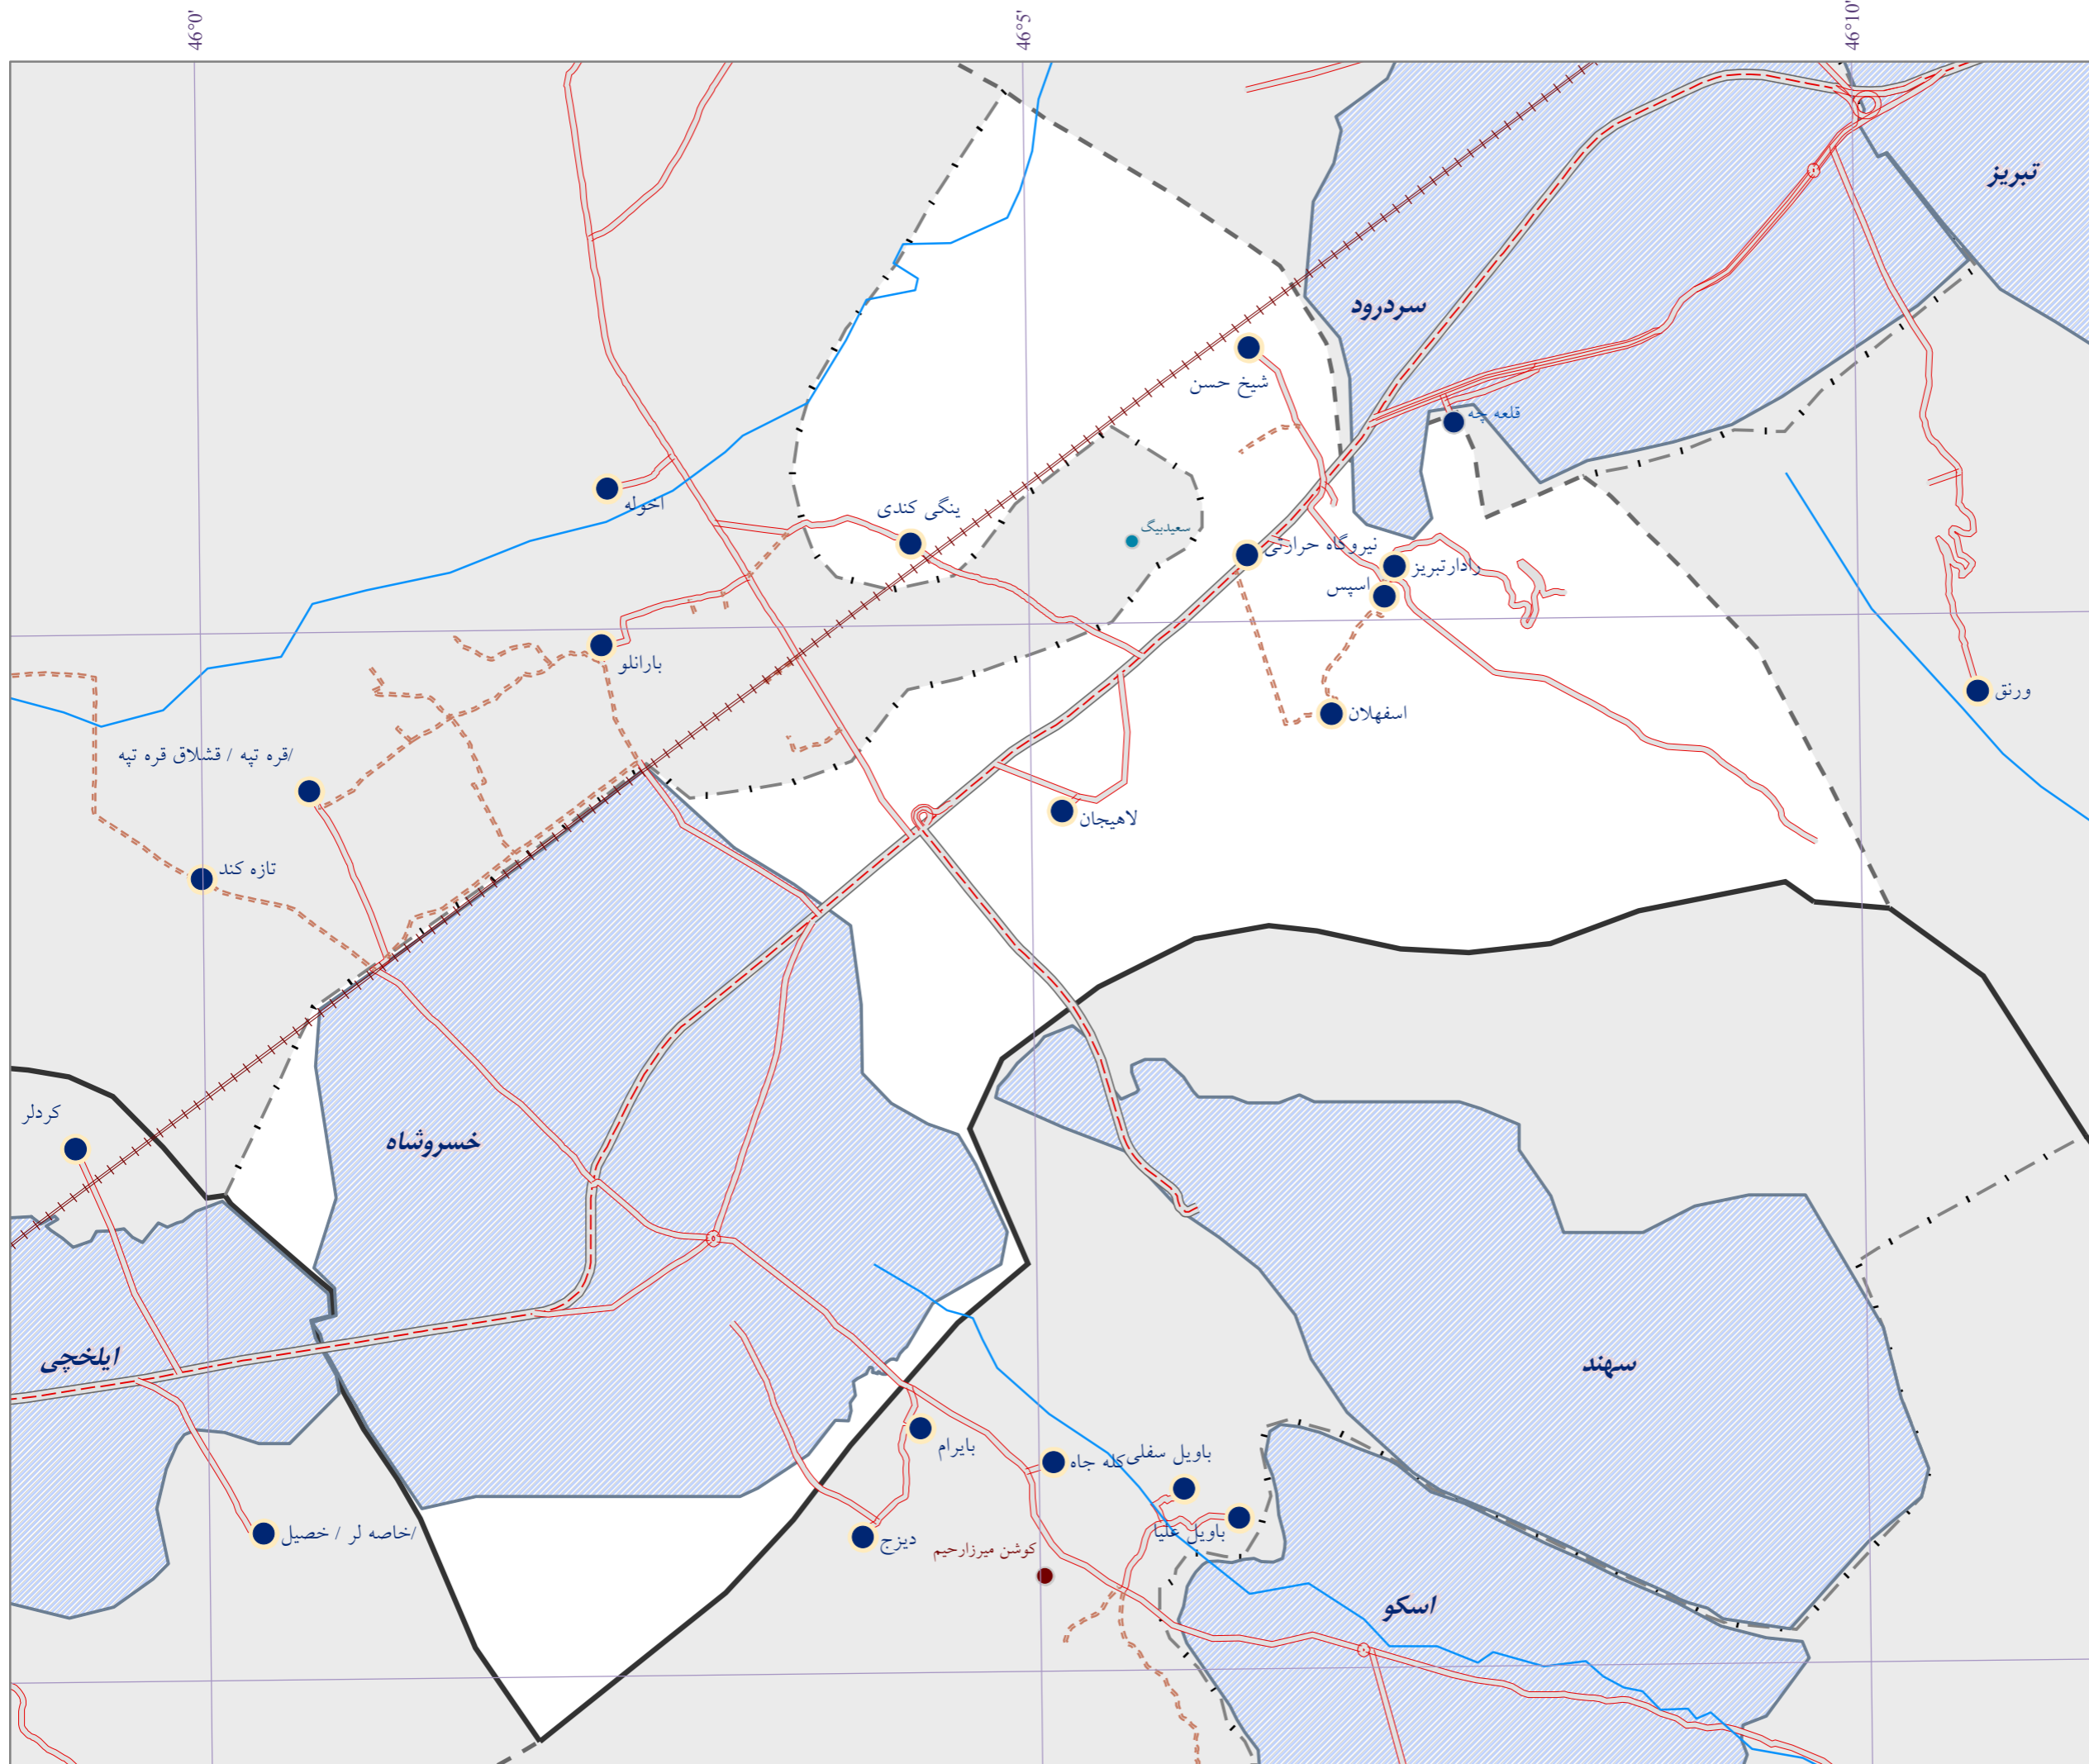 46°0'
46°5'
46°10'
تبریز
سردرود
شیخ حسن
قلعه چه
اخوله
ینگی کندی
سعیدبیگ
نیروگاه حرارتی
رادارتبریز
اسپس
بارانلو
ورنق
اسفهلان
قره تپه / قشلاق قره تپه/
لاهیجان
تازه کند
کردلر
خسروشاه
ایلخچی
سهند
بایرام
کله جاه
باویل سفلی
باویل علیا
خاصه لر / خصیل/
دیزج
کوشن میرزارحیم
اسکو